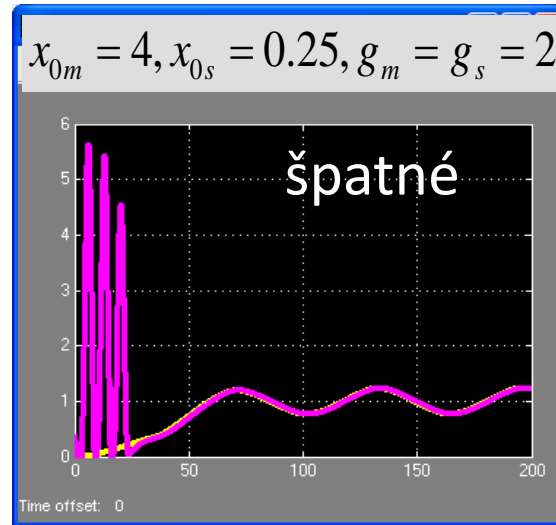 x₀ₘ = 4, x₀ₛ = 0.25, gₘ = gₛ = 2
špatné
6
5
4
3
2
1
0
0 50 100 150 200
Time offset: 0